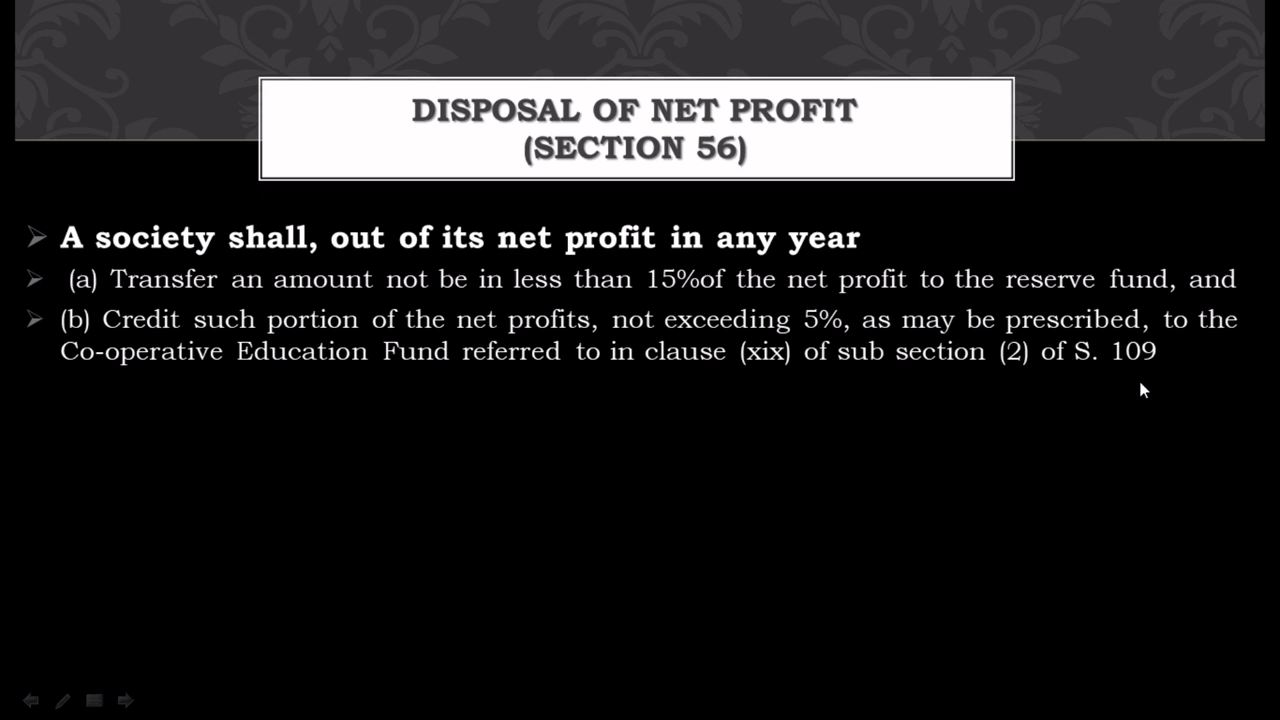 DISPOSAL OF NET PROFIT
(SECTION 56)
A society shall, out of its net profit in any year
(a) Transfer an amount not be in less than 15%of the net profit to the reserve fund, and
(b) Credit such portion of the net profits, not exceeding 5%, as may be prescribed, to the
Co-operative Education Fund referred to in clause (xix) of sub section (2) of S. 109